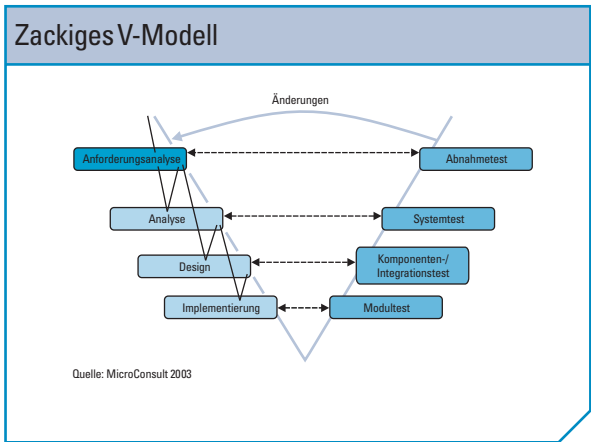 Zackiges V-Modell
Änderungen
Anforderungsanalyse
Abnahmetest
Analyse
Systemtest
Design
Komponenten-/
Integrationstest
Implementierung
Modultest
Quelle: MicroConsult 2003